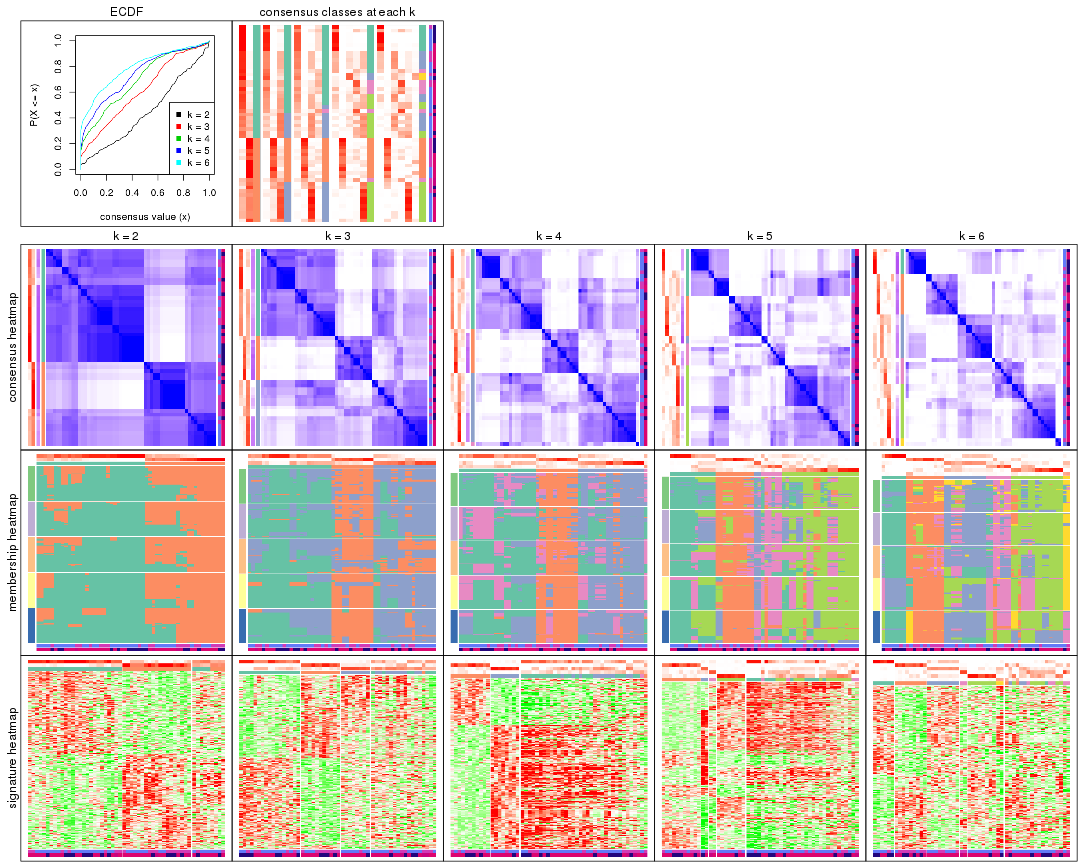 ECDF
consensus classes at each k
P(X <= x)
0.0 0.2 0.4 0.6 0.8 1.0
k = 2
k = 3
k = 4
k = 5
k = 6
0.0 0.2 0.4 0.6 0.8 1.0
consensus value (x)
k = 2 k = 3 k = 4 k = 5 k = 6
consensus heatmap
membership heatmap
signature heatmap